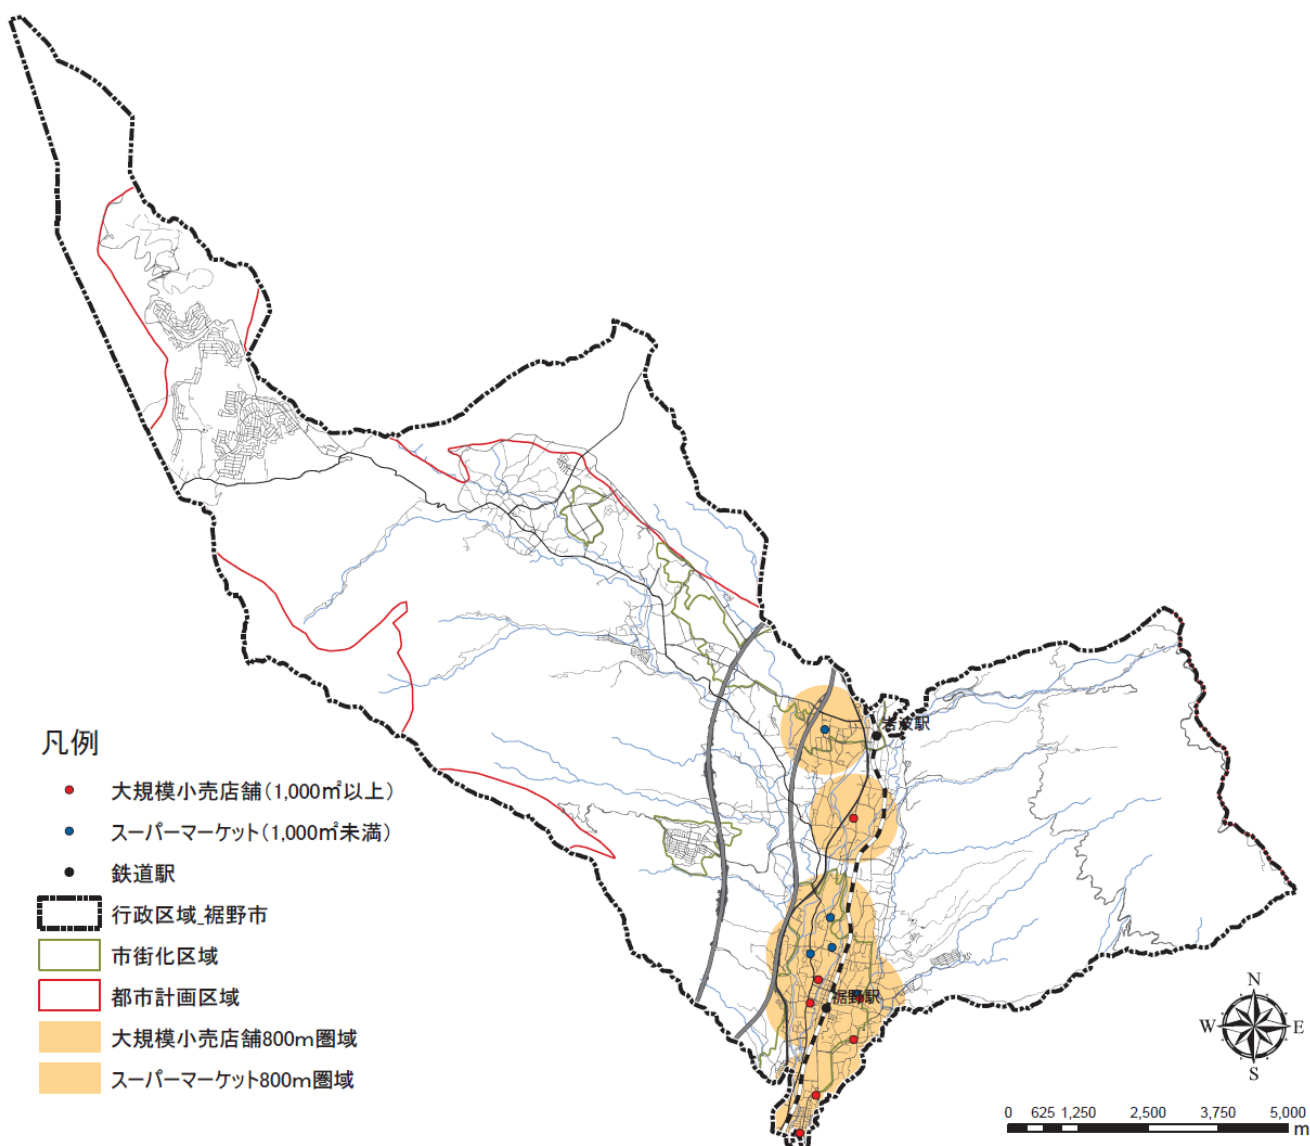 岩波駅
裾野駅
凡例
大規模小売店舗(1,000㎡以上)
スーパーマーケット(1,000㎡未満)
鉄道駅
行政区域_裾野市
市街化区域
都市計画区域
大規模小売店舗800m圏域
スーパーマーケット800m圏域
N
W E
S
0 625 1,250 2,500 3,750 5,000
m